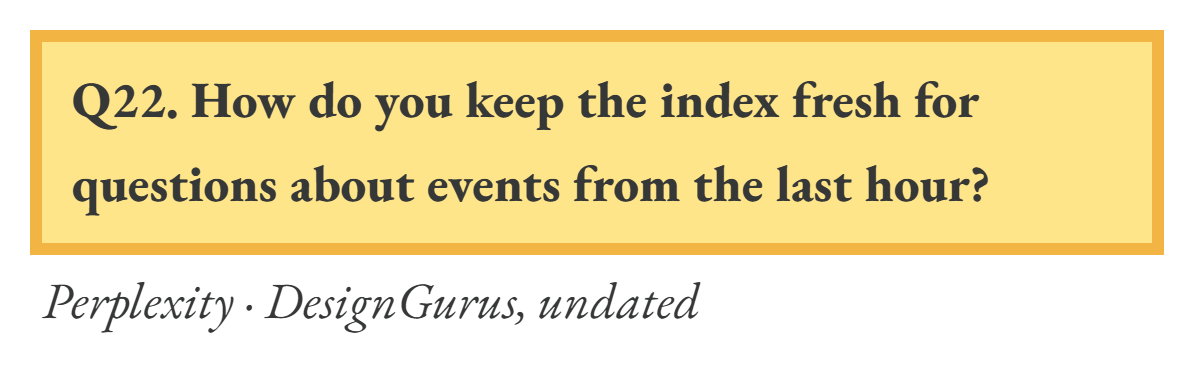 Q22. How do you keep the index fresh for
questions about events from the last hour?
Perplexity · DesignGurus, undated